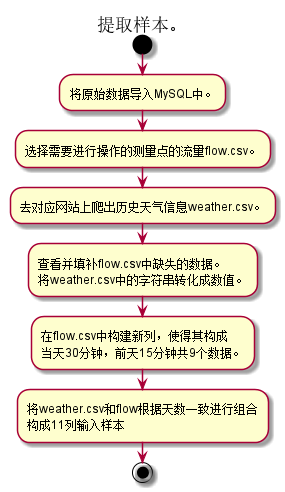 提取样本。
将原始数据导入MySQL中。
选择需要进行操作的测量点的流量flow.csv。
去对应网站上爬出历史天气信息weather.csv。
查看并填补flow.csv中缺失的数据。
将weather.csv中的字符串转化成数值。
在flow.csv中构建新列，使得其构成
当天30分钟，前天15分钟共9个数据。
将weather.csv和flow根据天数一致进行组合
构成11列输入样本